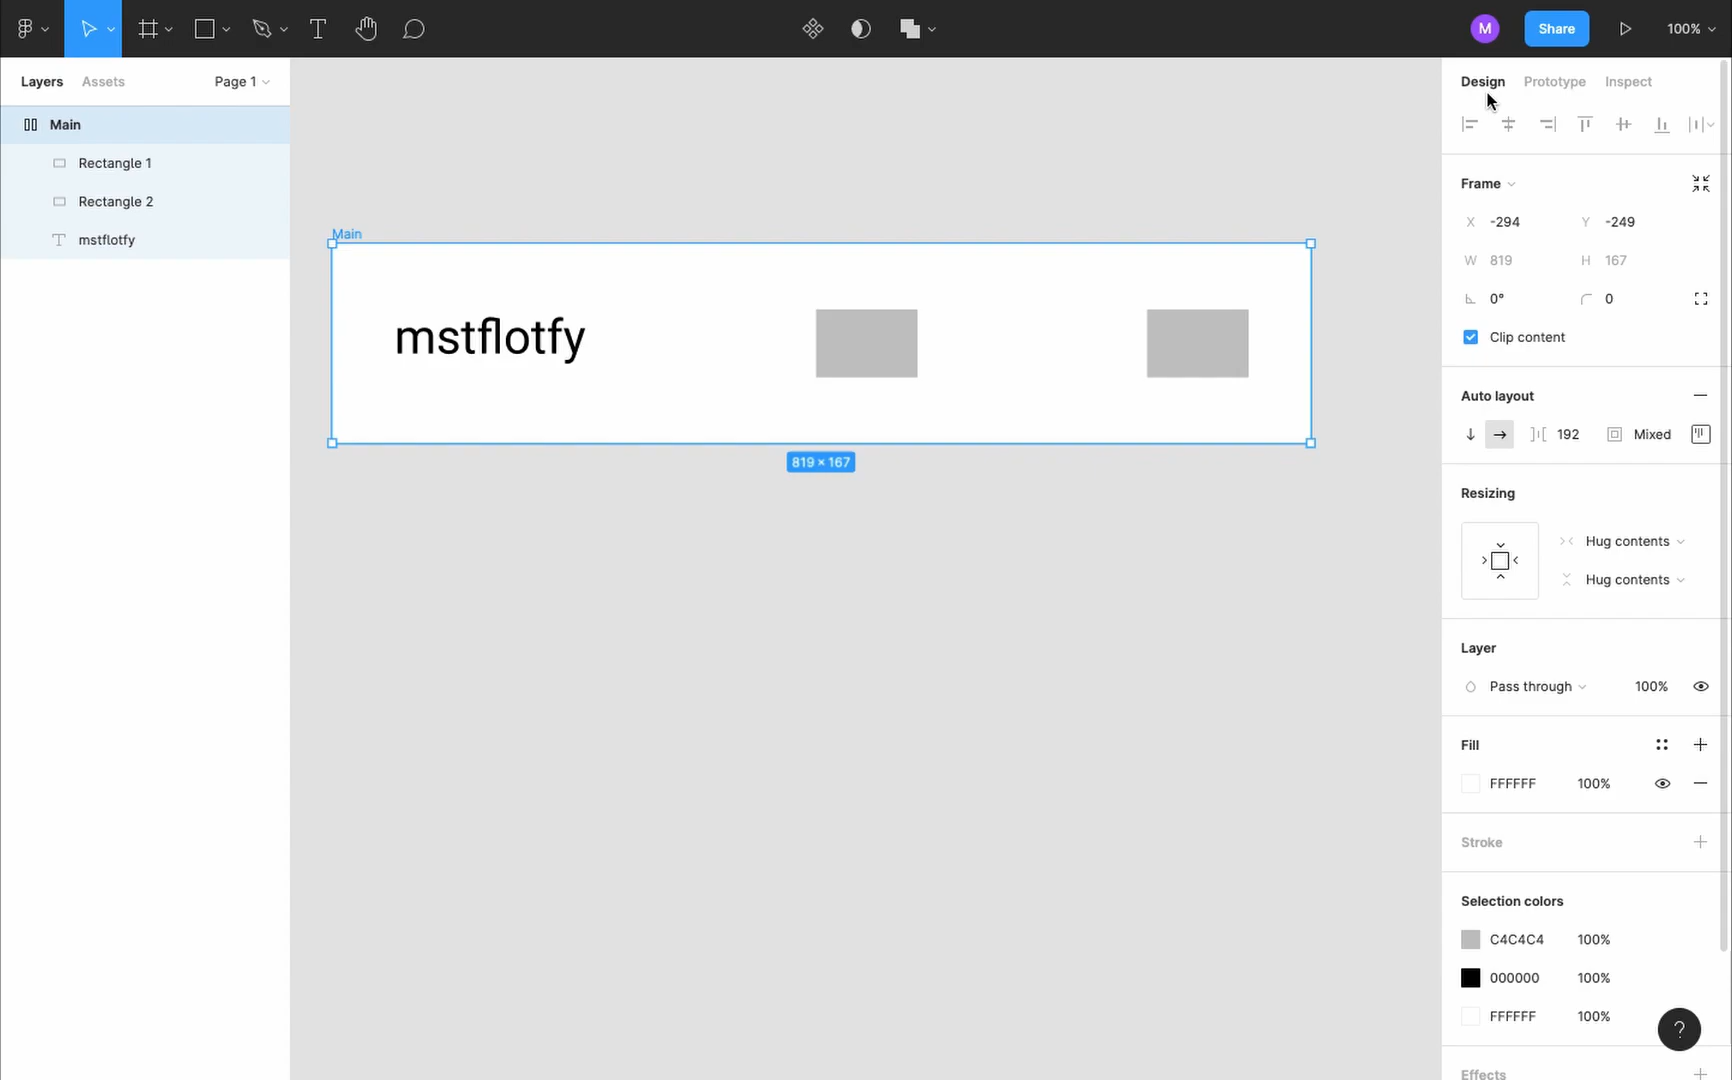 M
Share
100%
Layers
Assets
Page 1
Design
Prototype
Inspect
Main
Rectangle 1
Rectangle 2
mstflotfy
Main
mstflotfy
819 × 167
Frame
X -294
Y -249
W 819
H 167
0°
0
Clip content
Auto layout
192
Mixed
Resizing
Hug contents
Hug contents
Layer
Pass through
100%
Fill
FFFFFF 100%
Stroke
Selection colors
C4C4C4 100%
000000 100%
FFFFFF 100%
?
Effects